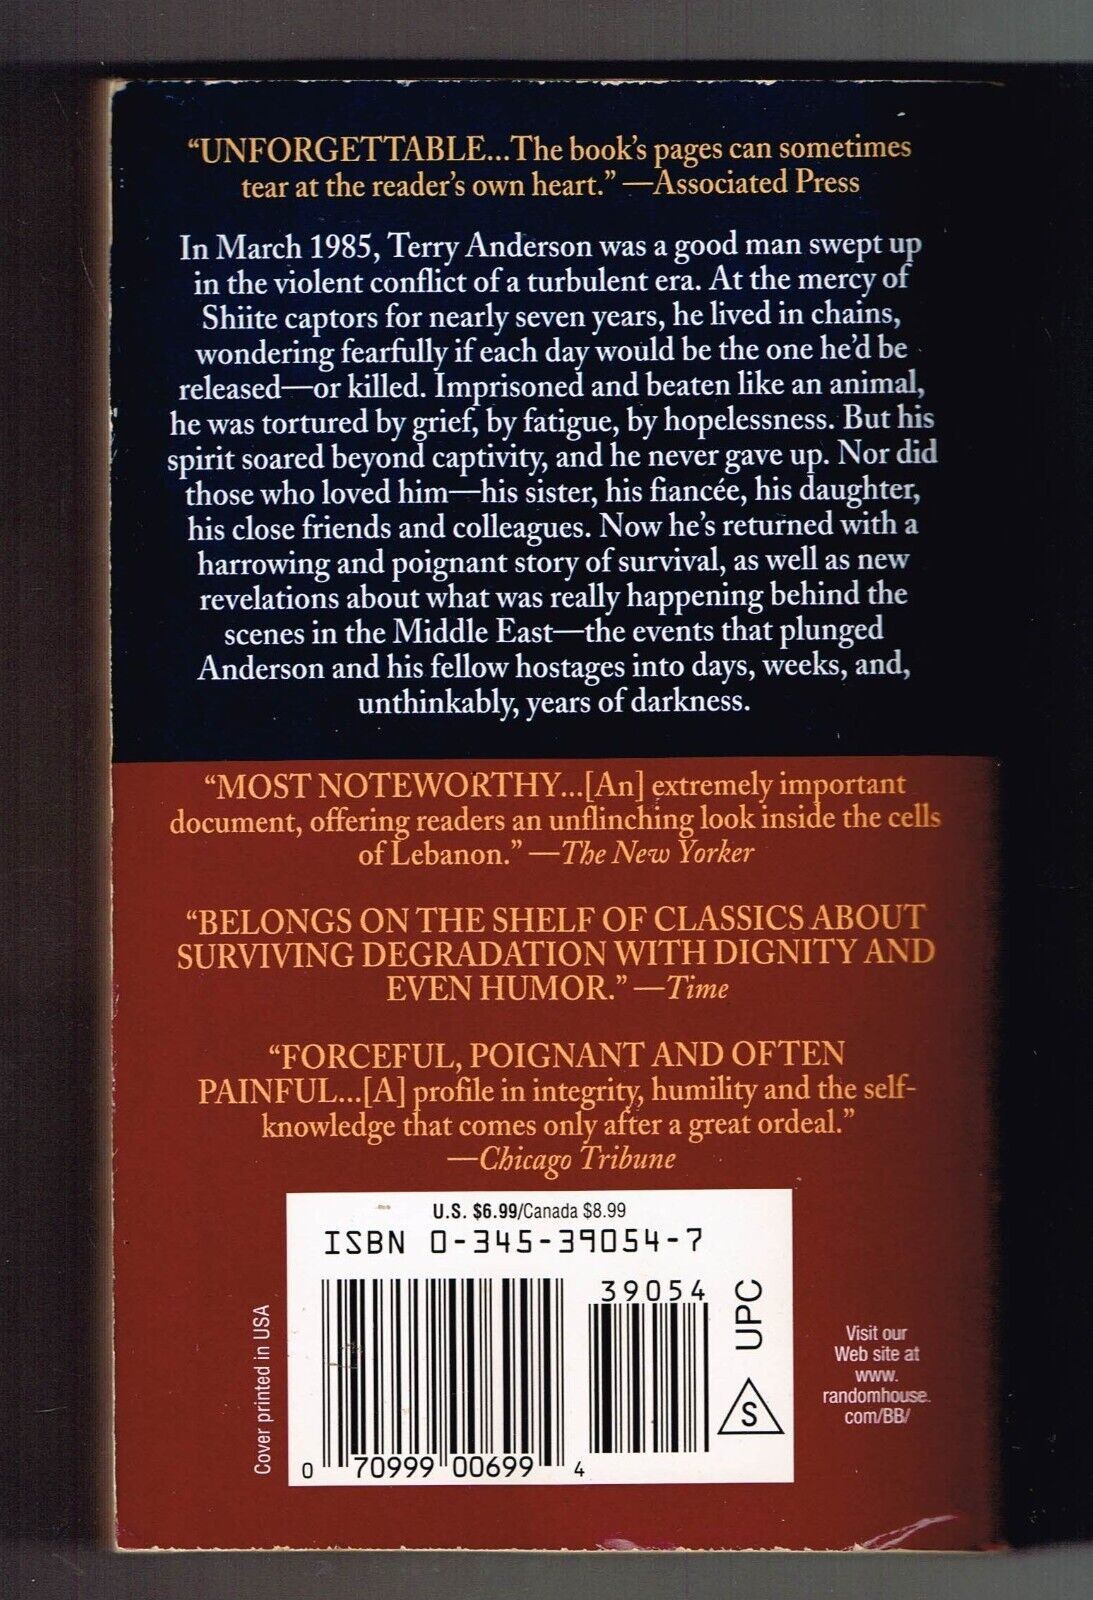 “UNFORGETTABLE...The book’s pages can sometimes
tear at the reader’s own heart.” —Associated Press
In March 1985, Terry Anderson was a good man swept up
in the violent conflict of a turbulent era. At the mercy of
Shiite captors for nearly seven years, he lived in chains,
wondering fearfully if each day would be the one he’d be
released—or killed. Imprisoned and beaten like an animal,
he was tortured by grief, by fatigue, by hopelessness. But his
spirit soared beyond captivity, and he never gave up. Nor did
those who loved him—his sister, his fiancée, his daughter,
his close friends and colleagues. Now he’s returned with a
harrowing and poignant story of survival, as well as new
revelations about what was really happening behind the
scenes in the Middle East—the events that plunged
Anderson and his fellow hostages into days, weeks, and,
unthinkably, years of darkness.
“MOST NOTEWORTHY...[An] extremely important
document, offering readers an unflinching look inside the cells
of Lebanon.” —The New Yorker
“BELONGS ON THE SHELF OF CLASSICS ABOUT
SURVIVING DEGRADATION WITH DIGNITY AND
EVEN HUMOR.” —Time
“FORCEFUL, POIGNANT AND OFTEN
PAINFUL...[A] profile in integrity, humility and the self-
knowledge that comes only after a great ordeal.”
—Chicago Tribune
U.S. $6.99/Canada $8.99
ISBN 0-345-39054-7
39054
0 70999 00699 4
UPC
S
Cover printed in USA
Visit our
Web site at
www.
randomhouse.
com/BB/